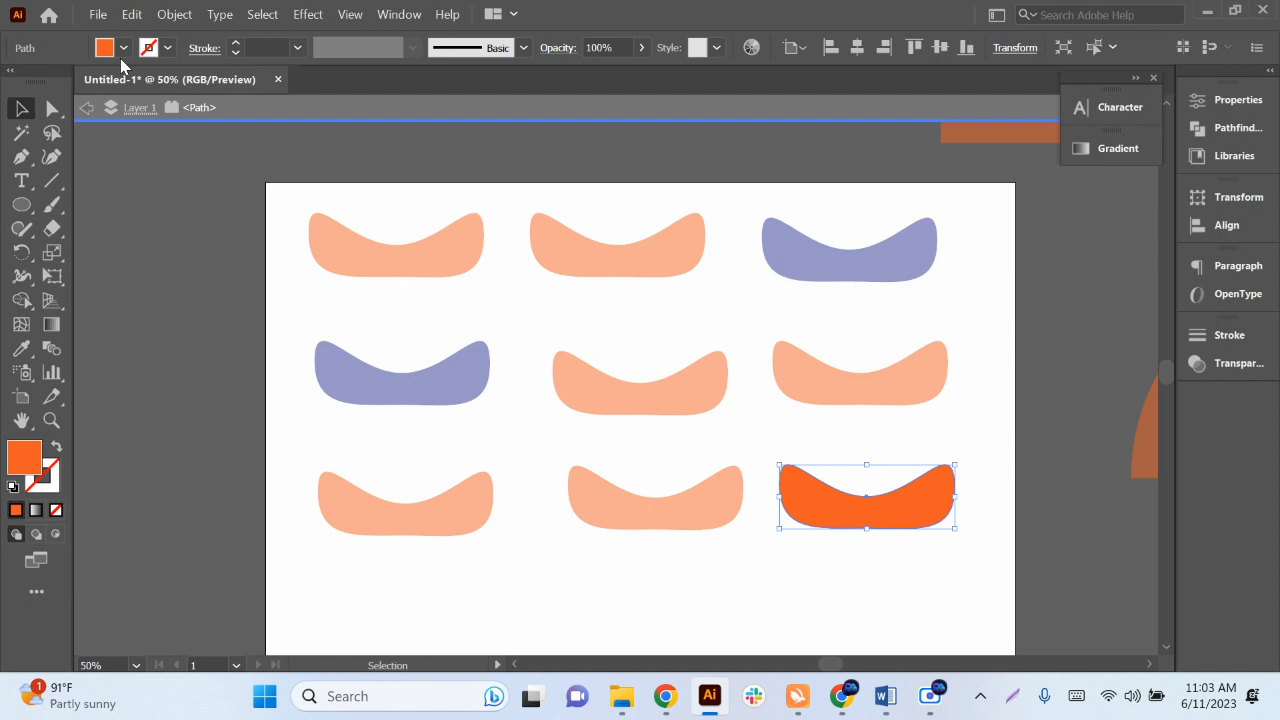 Ai File Edit Object Type Select Effect View Window Help Search Adobe Help
Path Stroke: Basic Opacity: 100% Style: Transform
Untitled-1* @ 50% (RGB/Preview)
Layer 1 <Path>
Character
Gradient
Properties
Pathfind...
Libraries
Transform
Align
Paragraph
OpenType
Stroke
Transpar...
50% 1 Selection
1 91°F
Partly sunny
Search
Ai
11:03 AM
6/11/2023